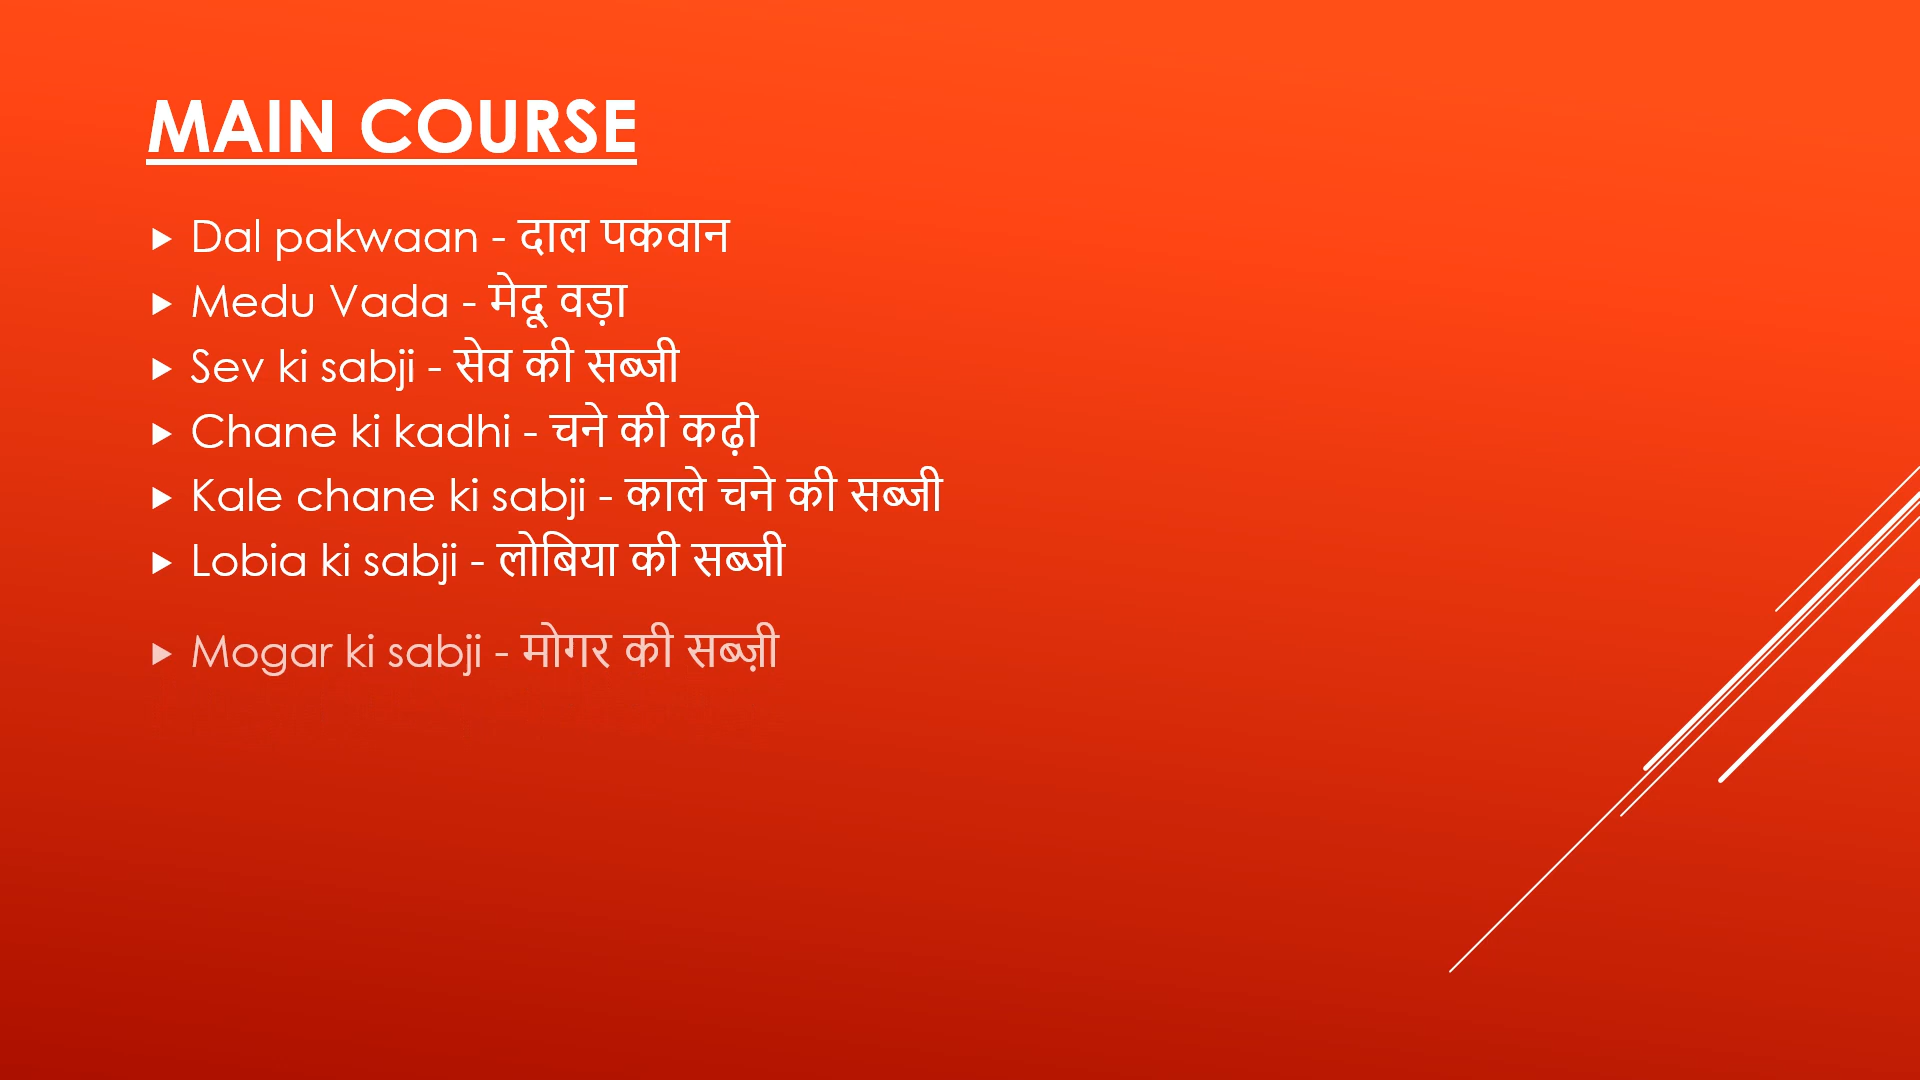 MAIN COURSE
Dal pakwaan - दाल पकवान
Medu Vada - मेदू वड़ा
Sev ki sabji - सेव की सब्जी
Chane ki kadhi - चने की कढ़ी
Kale chane ki sabji - काले चने की सब्जी
Lobia ki sabji - लोबिया की सब्जी
Mogar ki sabji - मोगर की सब्ज़ी